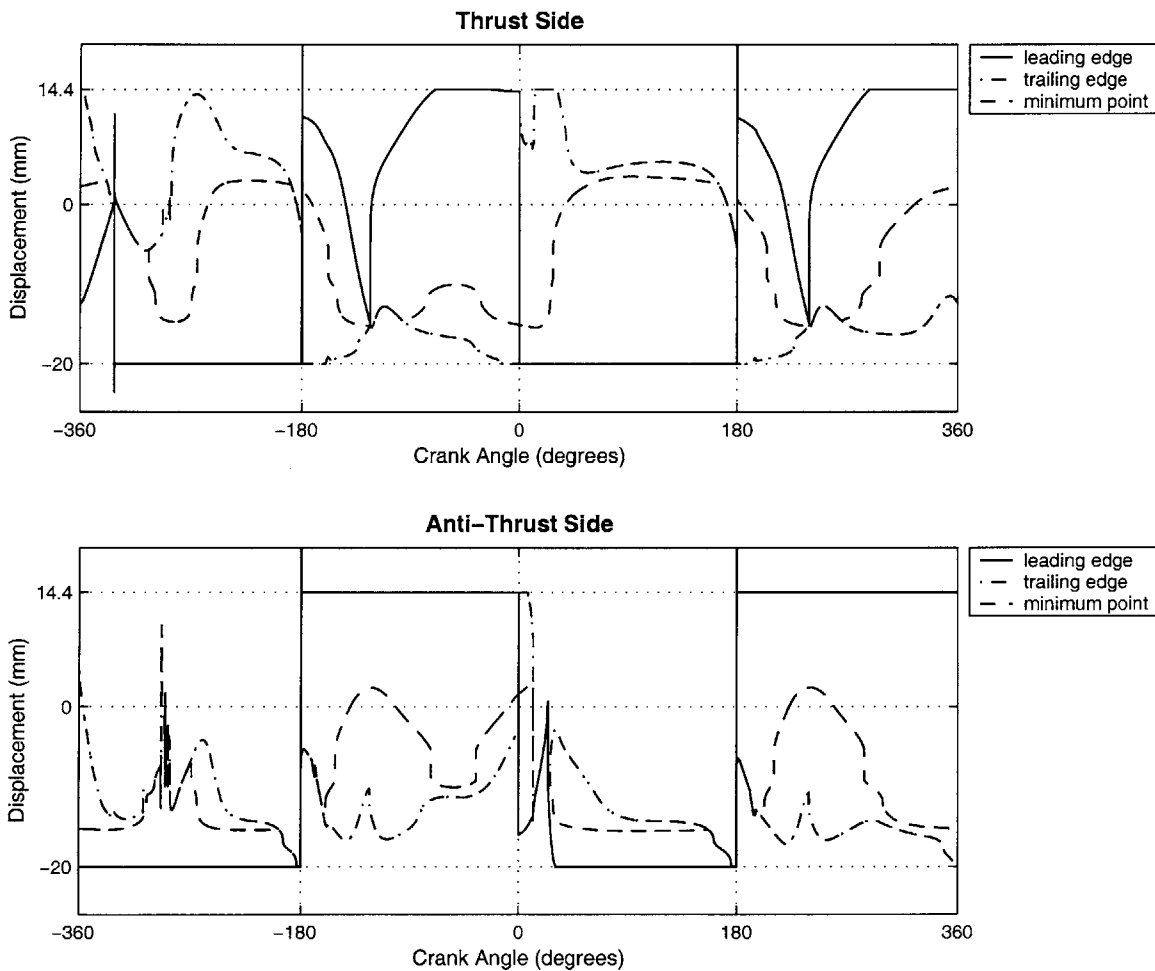 Thrust Side
14.4
0
−20
Displacement (mm)
−360
−180
0
180
360
Crank Angle (degrees)
leading edge
trailing edge
minimum point
Anti−Thrust Side
14.4
0
−20
Displacement (mm)
−360
−180
0
180
360
Crank Angle (degrees)
leading edge
trailing edge
minimum point